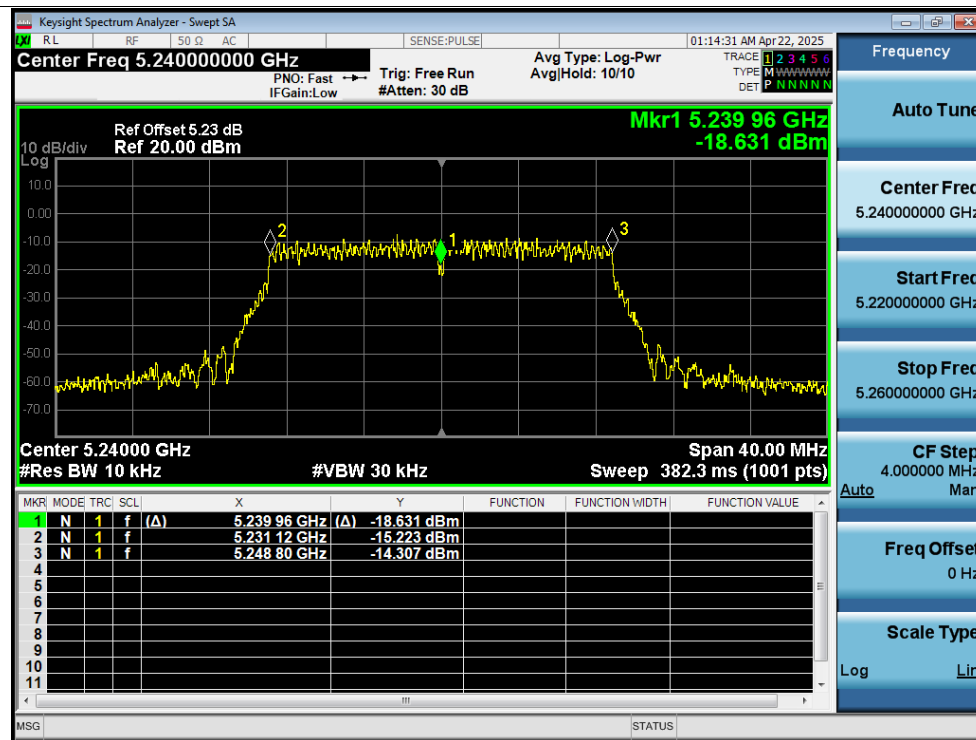 Keysight Spectrum Analyzer - Swept SA
LXI RL RF 50 Ω AC SENSE:PULSE 01:14:31 AM Apr 22, 2025
Center Freq 5.240000000 GHz
PNO: Fast
IFGain:Low
Trig: Free Run
#Atten: 30 dB
Avg Type: Log-Pwr
Avg|Hold: 10/10
TRACE 1 2 3 4 5 6
TYPE M W W W W W
DET P N N N N N
Mkr1 5.239 96 GHz
-18.631 dBm
Ref Offset 5.23 dB
10 dB/div Ref 20.00 dBm
Log
10.0
0.00
-10.0
-20.0
-30.0
-40.0
-50.0
-60.0
-70.0
2
1
3
Center 5.24000 GHz Span 40.00 MHz
#Res BW 10 kHz #VBW 30 kHz Sweep 382.3 ms (1001 pts)
MKR MODE TRC SCL X Y FUNCTION FUNCTION WIDTH FUNCTION VALUE
1 N 1 f (Δ) 5.239 96 GHz (Δ) -18.631 dBm
2 N 1 f 5.231 12 GHz -15.223 dBm
3 N 1 f 5.248 80 GHz -14.307 dBm
4
5
6
7
8
9
10
11
MSG STATUS
Frequency
Auto Tune
Center Freq
5.240000000 GHz
Start Freq
5.220000000 GHz
Stop Freq
5.260000000 GHz
CF Step
4.000000 MHz
Auto Man
Freq Offset
0 Hz
Scale Type
Log Lin